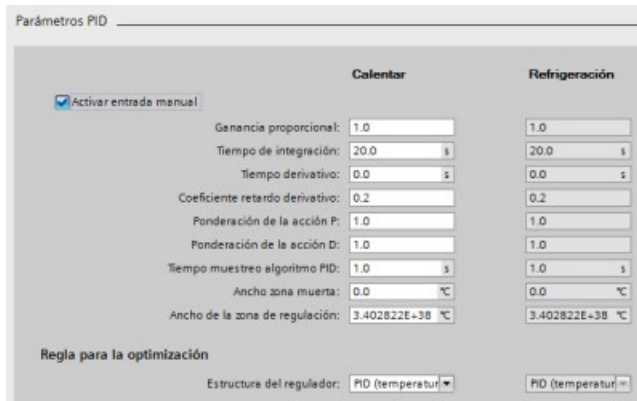 Parámetros PID
Calentar Refrigeración
Activar entrada manual
Ganancia proporcional: 1.0 1.0
Tiempo de integración: 20.0 s 20.0 s
Tiempo derivativo: 0.0 s 0.0 s
Coeficiente retardo derivativo: 0.2 0.2
Ponderación de la acción P: 1.0 1.0
Ponderación de la acción D: 1.0 1.0
Tiempo muestreo algoritmo PID: 1.0 s 1.0 s
Ancho zona muerta: 0.0 °C 0.0 °C
Ancho de la zona de regulación: 3.402822E+38 °C 3.402822E+38 °C
Regla para la optimización
Estructura del regulador: PID (temperatur PID (temperatur